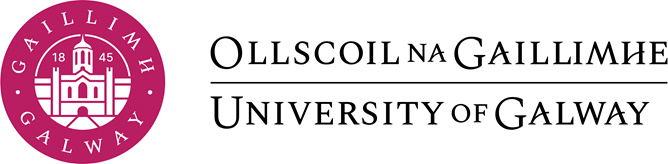 GAILLIMH
18 45
GALWAY
OLLSCOIL NA GAILLIMHE
UNIVERSITY OF GALWAY